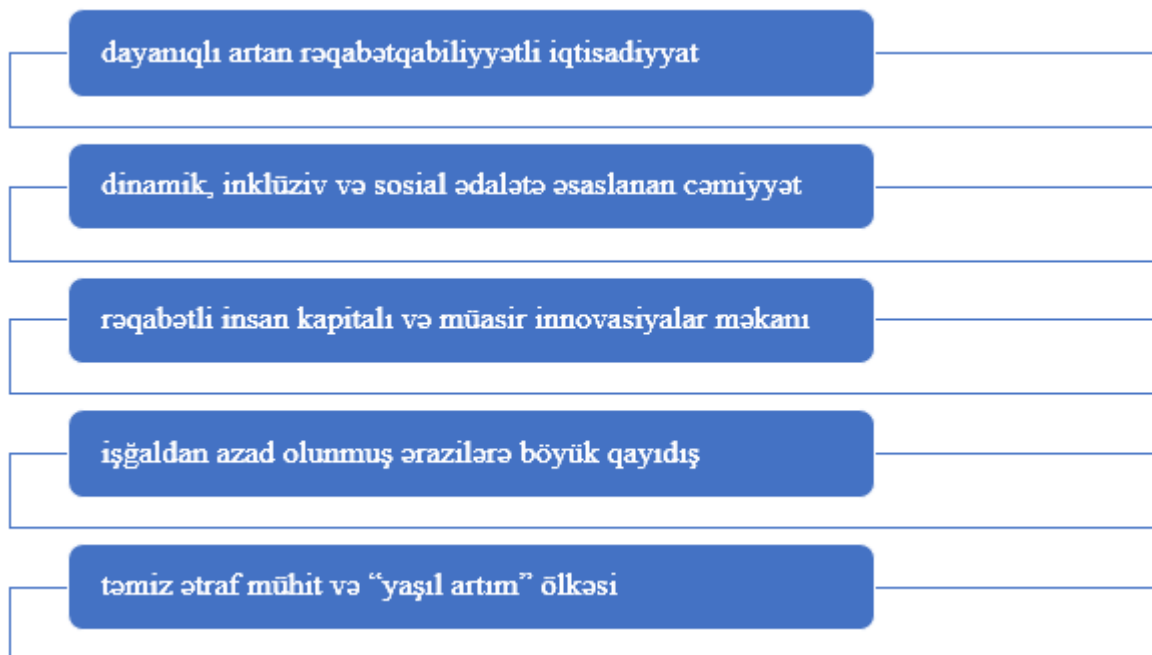 dayanıqlı artan rəqabətqabiliyyətli iqtisadiyyat
dinamik, inklüziv və sosial ədalətə əsaslanan cəmiyyət
rəqabətli insan kapitalı və müasir innovasiyalar məkanı
işğaldan azad olunmuş ərazilərə böyük qayıdış
təmiz ətraf mühit və “yaşıl artım” ölkəsi